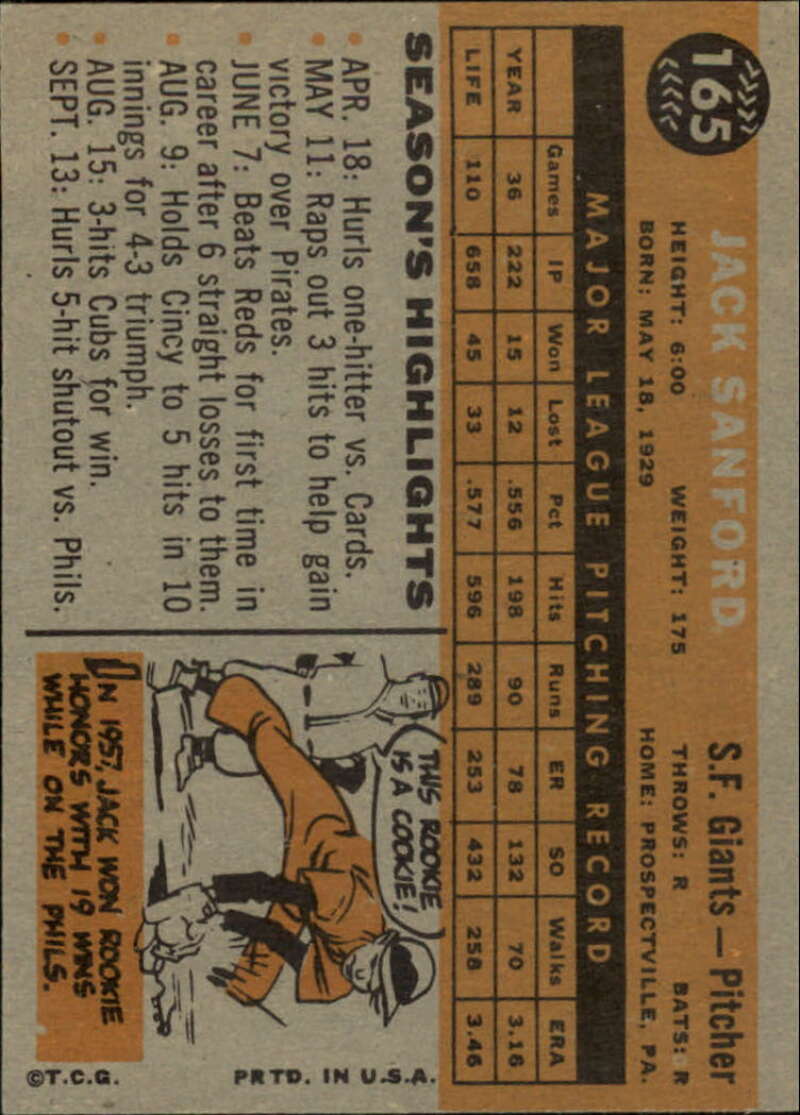 165
JACK SANFORD
S.F. Giants — Pitcher
HEIGHT: 6:00 WEIGHT: 175 THROWS: R BATS: R
BORN: MAY 18, 1929 HOME: PROSPECTVILLE, PA.
MAJOR LEAGUE PITCHING RECORD
Games IP Won Lost Pct Hits Runs ER SO Walks ERA
YEAR 36 222 15 12 .556 198 90 78 132 70 3.16
LIFE 110 658 45 33 .577 596 289 253 432 258 3.46
SEASON'S HIGHLIGHTS
• APR. 18: Hurls one-hitter vs. Cards.
• MAY 11: Raps out 3 hits to help gain
victory over Pirates.
• JUNE 7: Beats Reds for first time in
career after 6 straight losses to them.
• AUG. 9: Holds Cincy to 5 hits in 10
innings for 4-3 triumph.
• AUG. 15: 3-hits Cubs for win.
• SEPT. 13: Hurls 5-hit shutout vs. Phils.
THIS ROOKIE
IS A COOKIE!
IN 1957, JACK WON ROOKIE
HONORS WITH 19 WINS
WHILE ON THE PHILS.
©T.C.G. PRTD. IN U.S.A.